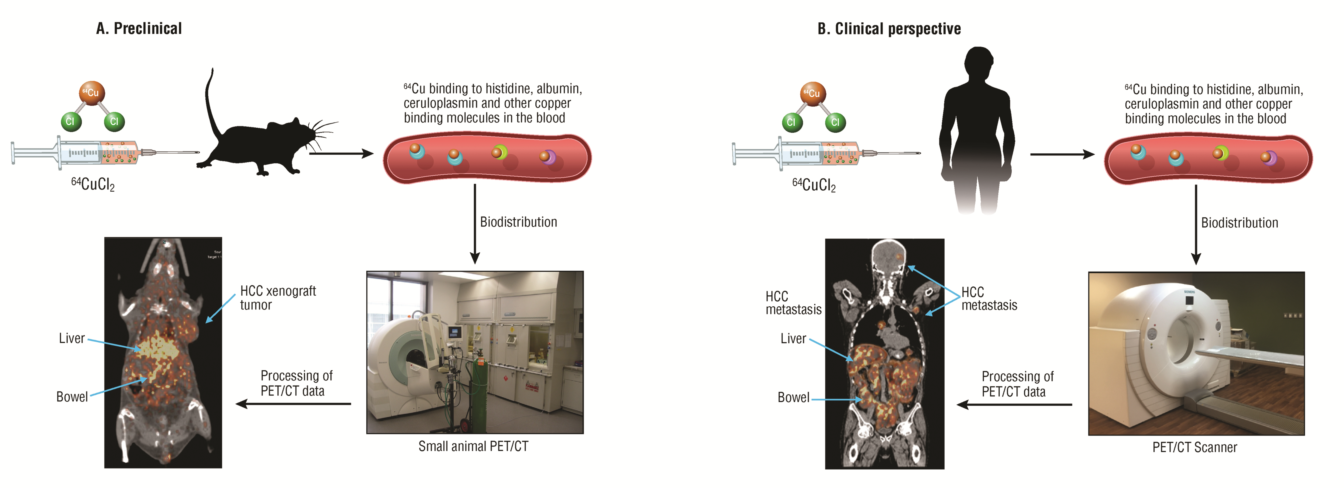 A. Preclinical
64Cu
Cl
Cl
64CuCl2
64Cu binding to histidine, albumin,
ceruloplasmin and other copper
binding molecules in the blood
Biodistribution
Small animal PET/CT
Processing of
PET/CT data
HCC xenograft
tumor
Liver
Bowel
B. Clinical perspective
64Cu
Cl
Cl
64CuCl2
64Cu binding to histidine, albumin,
ceruloplasmin and other copper
binding molecules in the blood
Biodistribution
PET/CT Scanner
Processing of
PET/CT data
HCC
metastasis
HCC
metastasis
Liver
Bowel